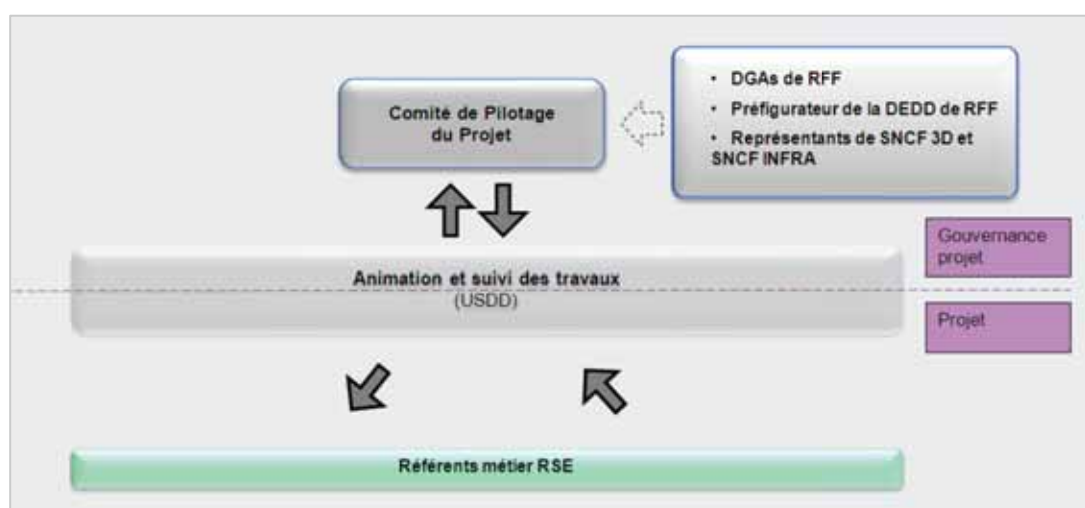 Comité de Pilotage
du Projet
• DGAs de RFF
• Préfigurateur de la DEDD de RFF
• Représentants de SNCF 3D et
SNCF INFRA
Gouvernance
projet
Animation et suivi des travaux
(USDD)
Projet
Référents métier RSE